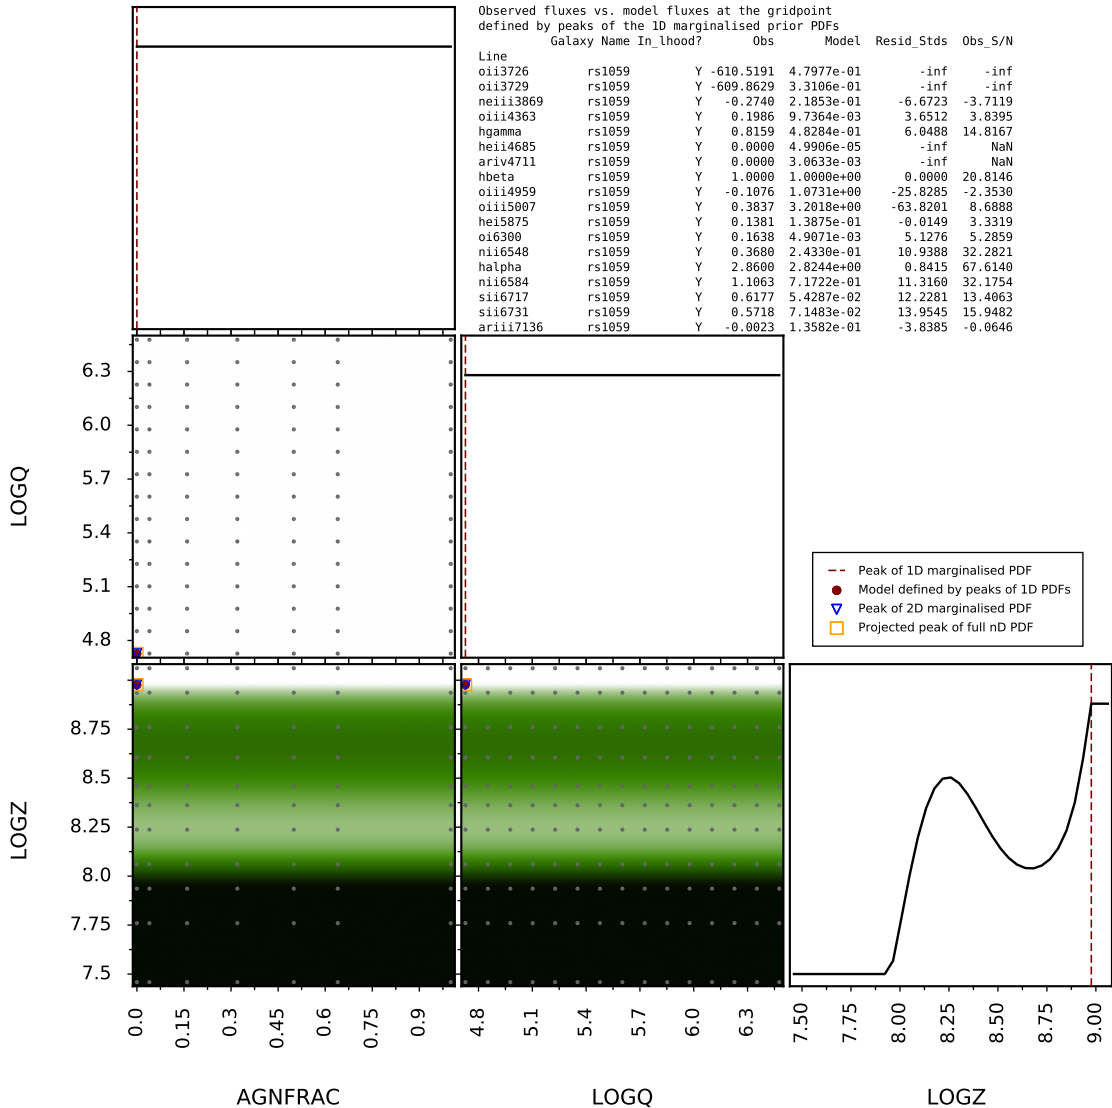 Observed fluxes vs. model fluxes at the gridpoint
defined by peaks of the 1D marginalised prior PDFs
Galaxy Name In_lhood? Obs Model Resid_Stds Obs_S/N
Line
oii3726 rs1059 Y -610.5191 4.7977e-01 -inf -inf
oii3729 rs1059 Y -609.8629 3.3106e-01 -inf -inf
neiii3869 rs1059 Y -0.2740 2.1853e-01 -6.6723 -3.7119
oiii4363 rs1059 Y 0.1986 9.7364e-03 3.6512 3.8395
hgamma rs1059 Y 0.8159 4.8284e-01 6.0488 14.8167
heii4685 rs1059 Y 0.0000 4.9906e-05 -inf NaN
ariv4711 rs1059 Y 0.0000 3.0633e-03 -inf NaN
hbeta rs1059 Y 1.0000 1.0000e+00 0.0000 20.8146
oiii4959 rs1059 Y -0.1076 1.0731e+00 -25.8285 -2.3530
oiii5007 rs1059 Y 0.3837 3.2018e+00 -63.8201 8.6888
hei5875 rs1059 Y 0.1381 1.3875e-01 -0.0149 3.3319
oi6300 rs1059 Y 0.1638 4.9071e-03 5.1276 5.2859
nii6548 rs1059 Y 0.3680 2.4330e-01 10.9388 32.2821
halpha rs1059 Y 2.8600 2.8244e+00 0.8415 67.6140
nii6584 rs1059 Y 1.1063 7.1722e-01 11.3160 32.1754
sii6717 rs1059 Y 0.6177 5.4287e-02 12.2281 13.4063
sii6731 rs1059 Y 0.5718 7.1483e-02 13.9545 15.9482
ariii7136 rs1059 Y -0.0023 1.3582e-01 -3.8385 -0.0646
LOGQ
6.3
6.0
5.7
5.4
5.1
4.8
Peak of 1D marginalised PDF
Model defined by peaks of 1D PDFs
Peak of 2D marginalised PDF
Projected peak of full nD PDF
LOGZ
8.75
8.5
8.25
8.0
7.75
7.5
0.0 0.15 0.3 0.45 0.6 0.75 0.9
4.8 5.1 5.4 5.7 6.0 6.3
7.50 7.75 8.00 8.25 8.50 8.75 9.00
AGNFRAC LOGQ LOGZ